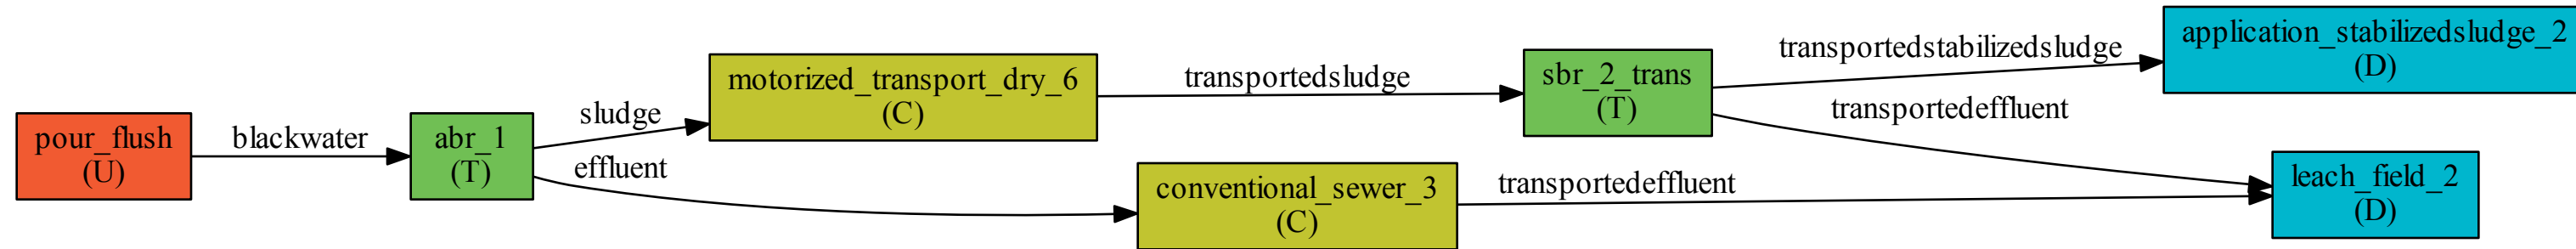 pour_flush
(U)
blackwater
abr_1
(T)
sludge
effluent
motorized_transport_dry_6
(C)
conventional_sewer_3
(C)
transportedsludge
transportedeffluent
sbr_2_trans
(T)
transportedstabilizedsludge
transportedeffluent
application_stabilizedsludge_2
(D)
leach_field_2
(D)